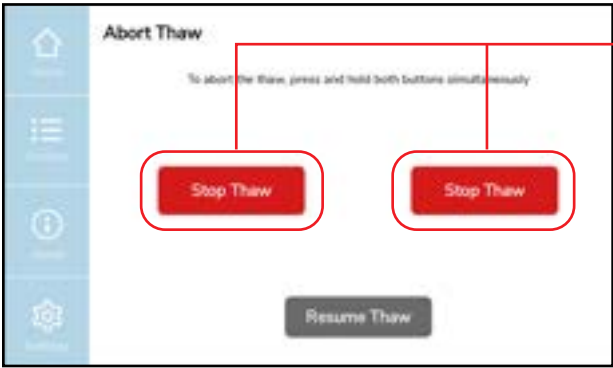 Abort Thaw
To abort the thaw, press and hold both buttons simultaneously
Stop Thaw
Stop Thaw
Resume Thaw